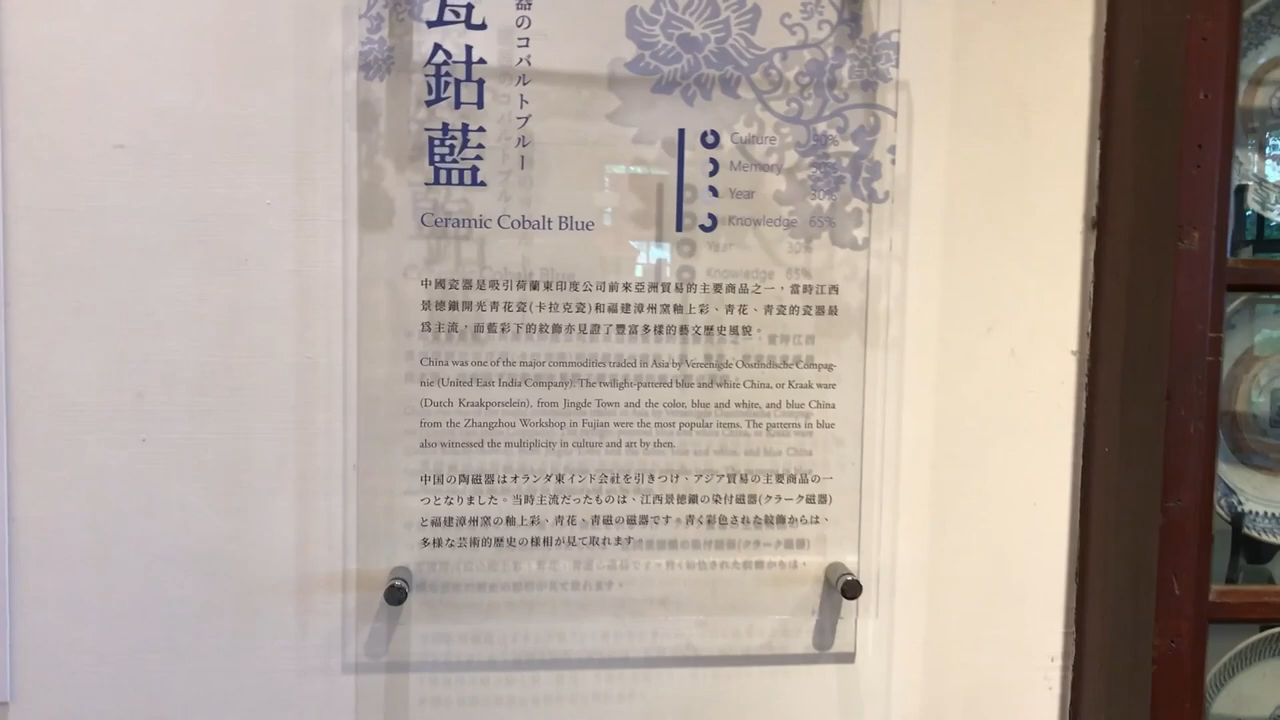 鈷藍
器のコバルトブルー
Ceramic Cobalt Blue
Culture 90%
Memory
Year 30%
Knowledge 65%
中國瓷器是吸引荷蘭東印度公司前來亞洲貿易的主要商品之一，當時江西
景德鎮開光青花瓷(卡拉克瓷)和福建漳州窯釉上彩、青花、青瓷的瓷器最
為主流，而藍彩下的紋飾亦見證了豐富多樣的藝文歷史風貌。
China was one of the major commodities traded in Asia by Vereenigde Oostindische Compag-
nie (United East India Company). The twilight-pattered blue and white China, or Kraak ware
(Dutch Kraakporselein), from Jingde Town and the color, blue and white, and blue China
from the Zhangzhou Workshop in Fujian were the most popular items. The patterns in blue
also witnessed the multiplicity in culture and art by then.
中国の陶磁器はオランダ東インド会社を引きつけ、アジア貿易の主要商品の一
つとなりました。当時主流だったものは、江西景徳鎮の染付磁器(クラーク磁器)
と福建漳州窯の釉上彩、青花、青磁の磁器です。青く彩色された紋飾からは、
多様な芸術的歴史の様相が見て取れます。